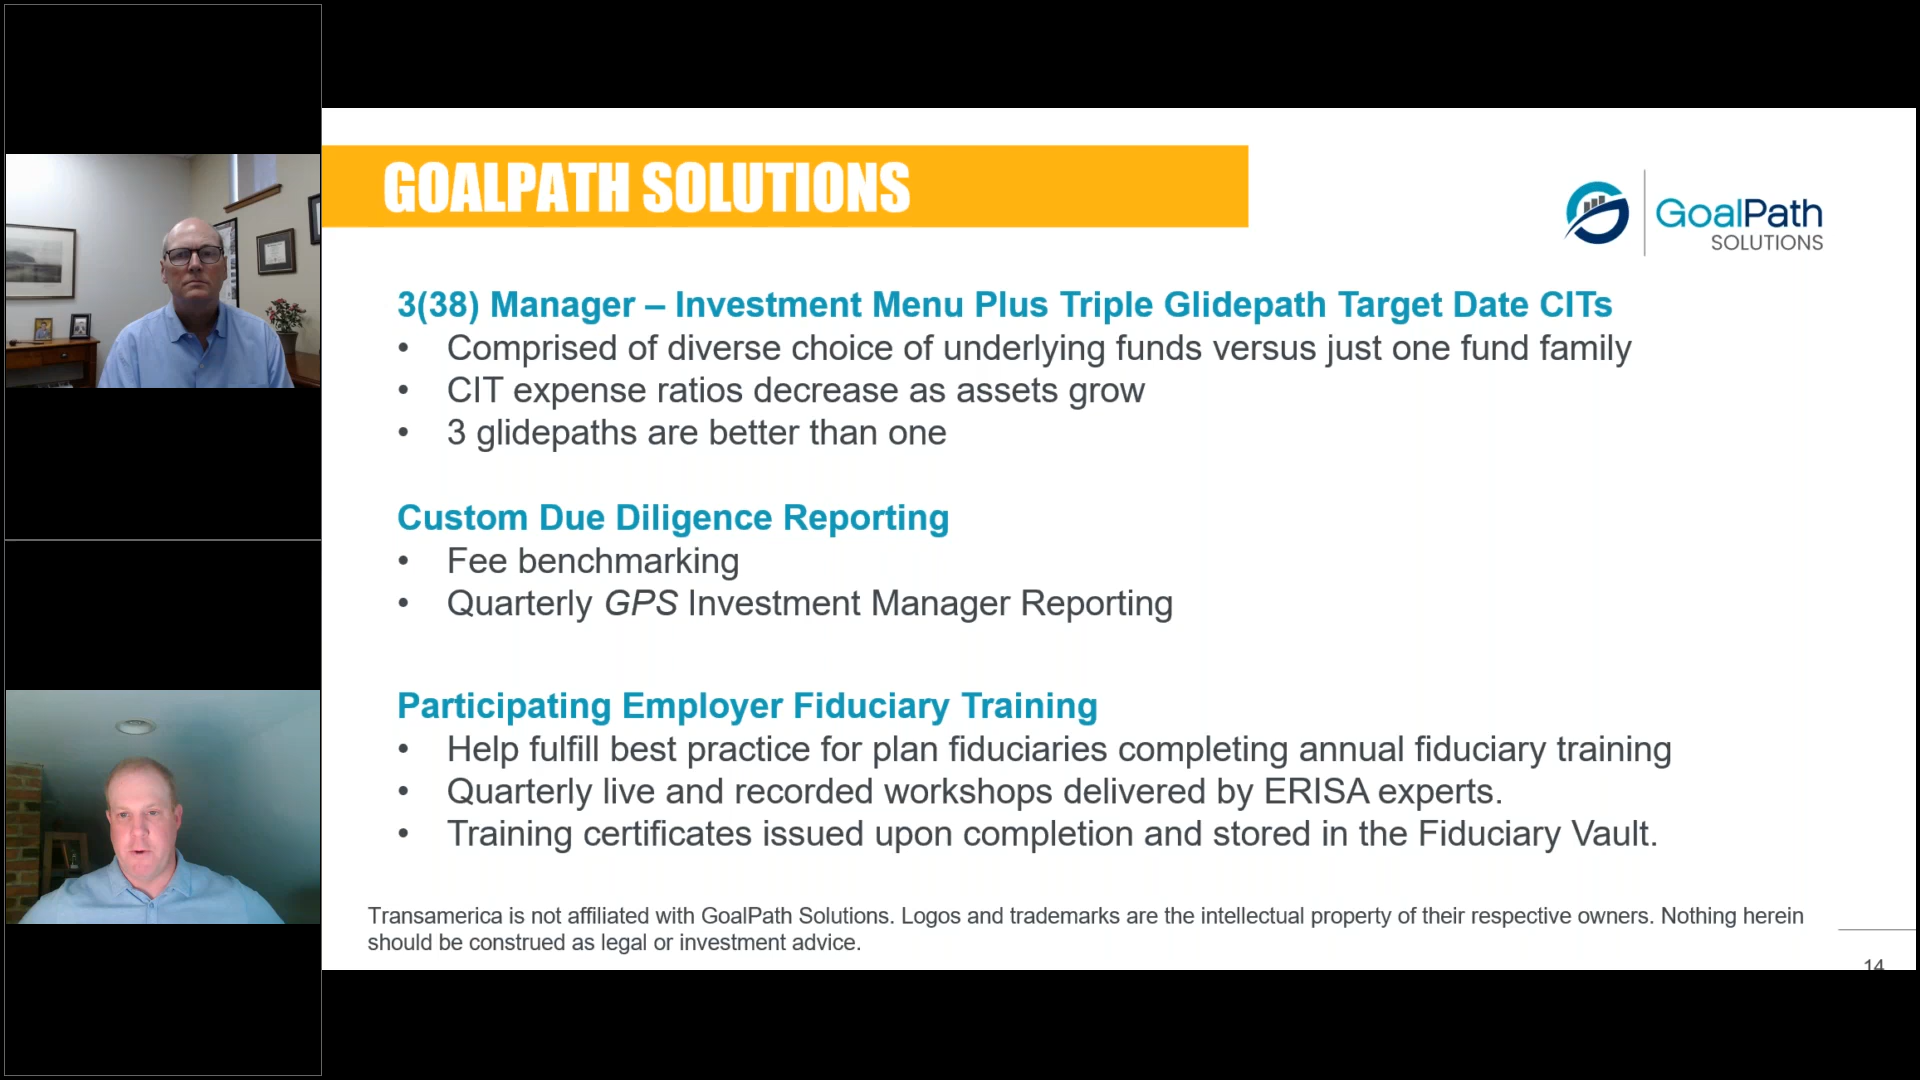 GOALPATH SOLUTIONS
GoalPath
SOLUTIONS
3(38) Manager – Investment Menu Plus Triple Glidepath Target Date CITs
• Comprised of diverse choice of underlying funds versus just one fund family
• CIT expense ratios decrease as assets grow
• 3 glidepaths are better than one
Custom Due Diligence Reporting
• Fee benchmarking
• Quarterly GPS Investment Manager Reporting
Participating Employer Fiduciary Training
• Help fulfill best practice for plan fiduciaries completing annual fiduciary training
• Quarterly live and recorded workshops delivered by ERISA experts.
• Training certificates issued upon completion and stored in the Fiduciary Vault.
Transamerica is not affiliated with GoalPath Solutions. Logos and trademarks are the intellectual property of their respective owners. Nothing herein
should be construed as legal or investment advice.
14